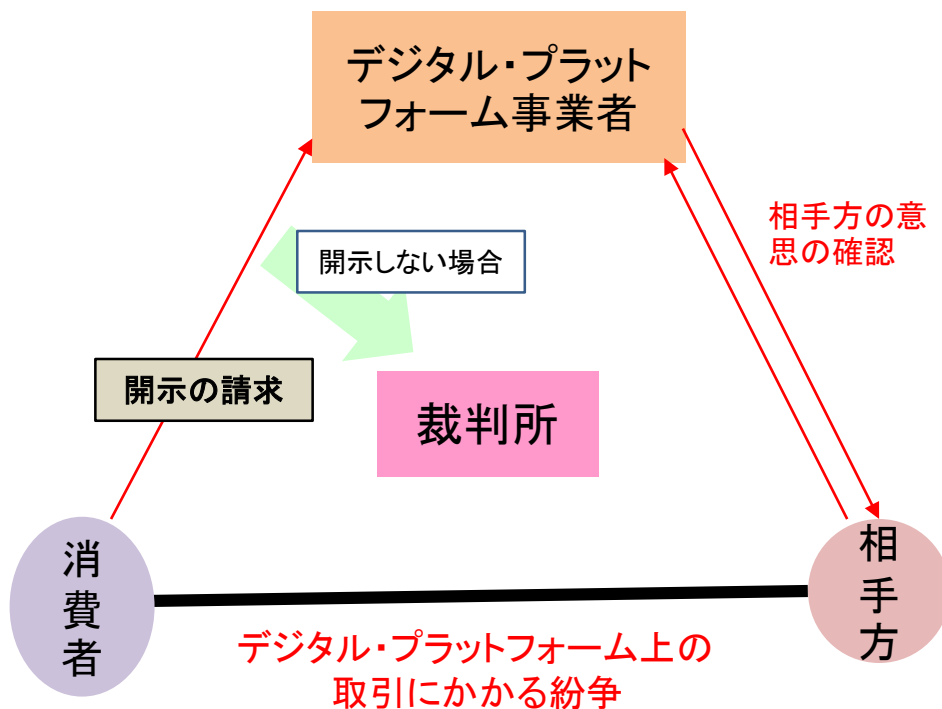 デジタル・プラット
フォーム事業者
相手方の意
思の確認
開示しない場合
開示の請求
裁判所
消費者
相手方
デジタル・プラットフォーム上の
取引にかかる紛争